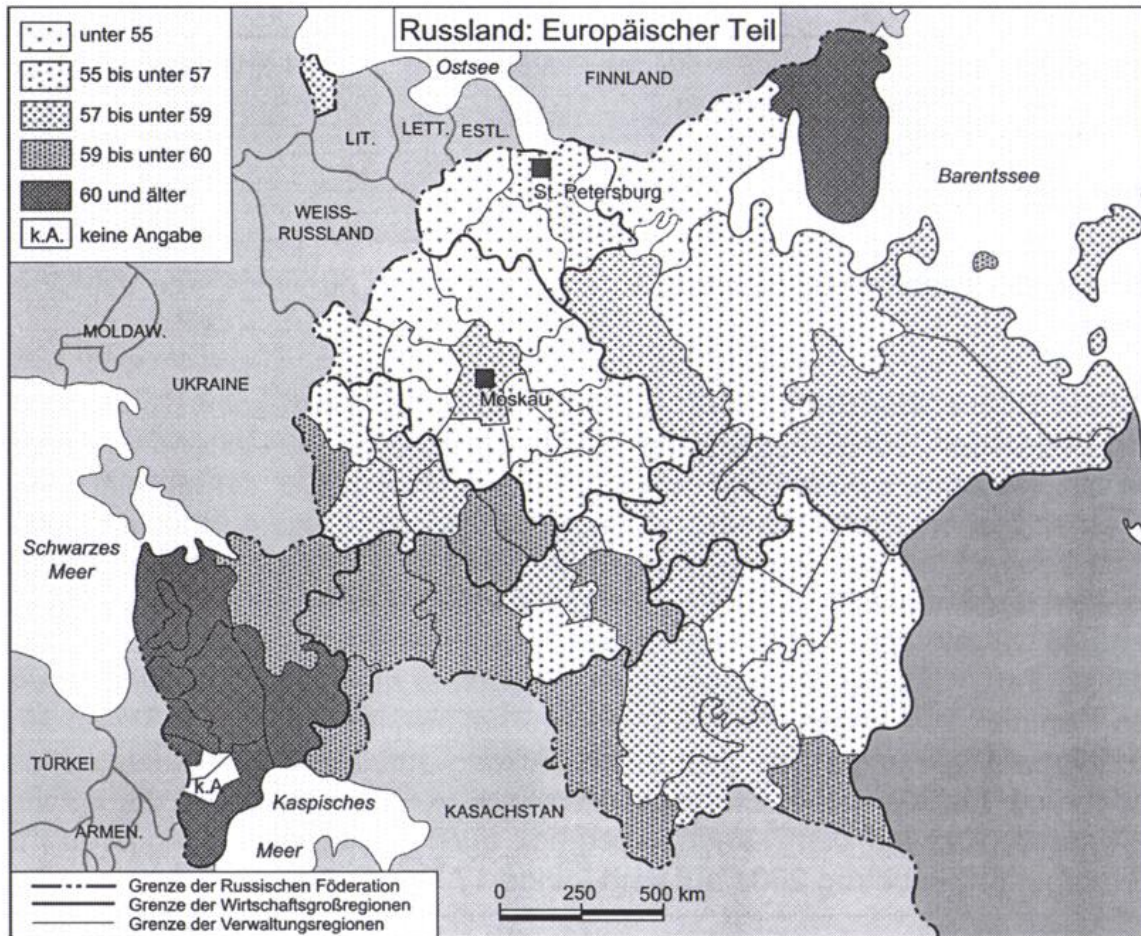 Russland: Europäischer Teil
unter 55
55 bis unter 57
57 bis unter 59
59 bis unter 60
60 und älter
k.A. keine Angabe
Ostsee
FINNLAND
LIT.
LETT.
ESTL.
St. Petersburg
Barentssee
WEISS-
RUSSLAND
MOLDAW.
UKRAINE
Moskau
Schwarzes
Meer
TÜRKEI
k.A.
Kaspisches
Meer
KASACHSTAN
ARMEN.
Grenze der Russischen Föderation
Grenze der Wirtschaftsgroßregionen
Grenze der Verwaltungsregionen
0 250 500 km